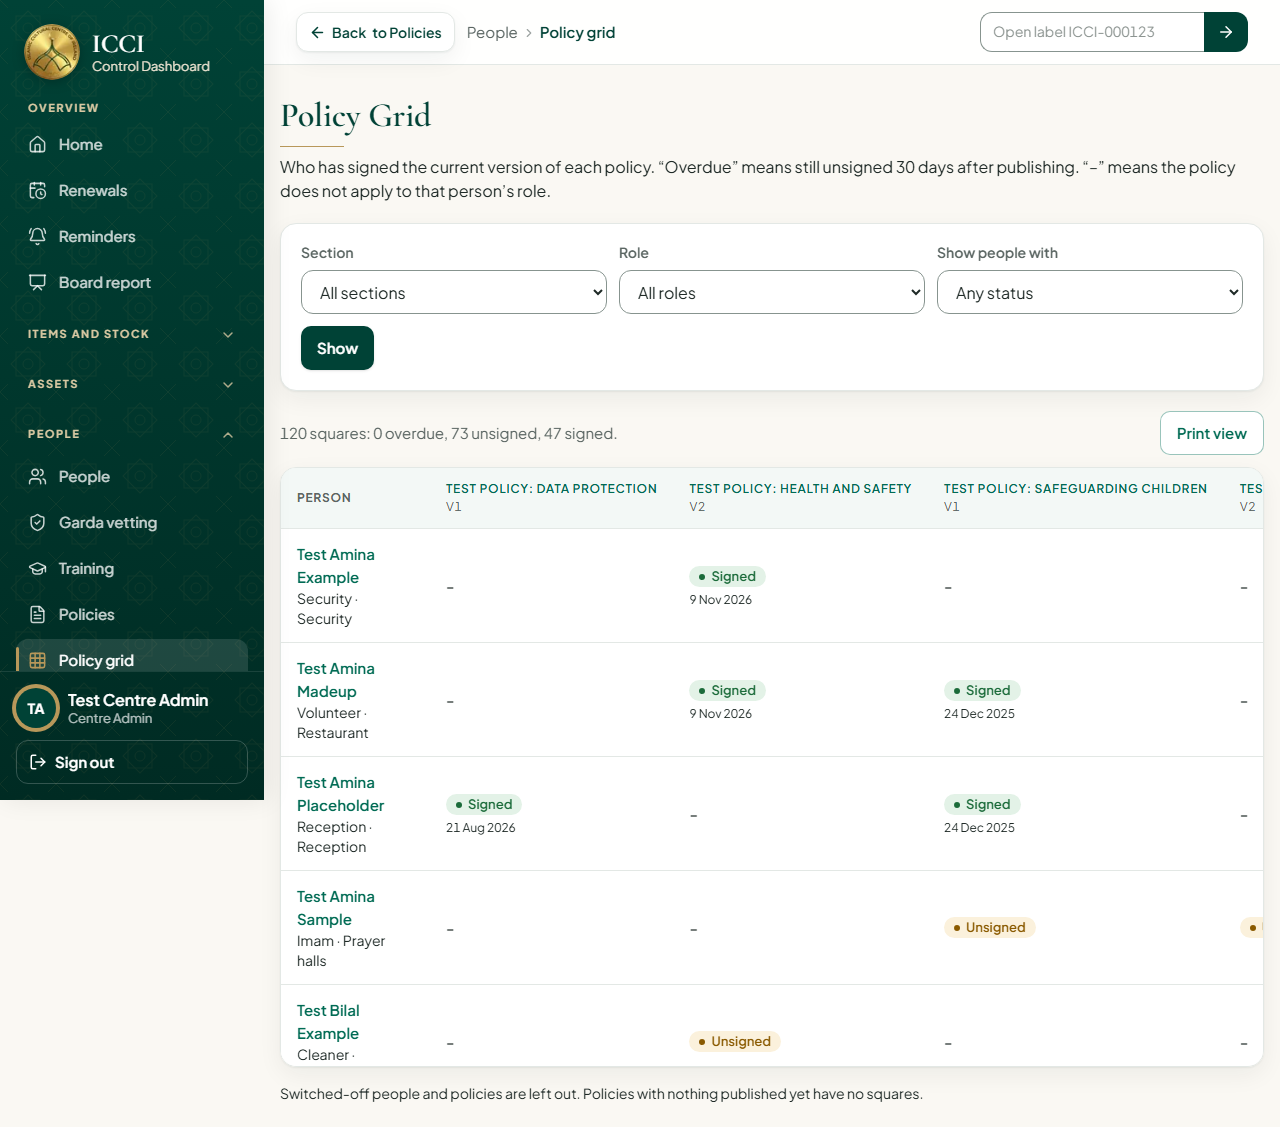 ICCI
Control Dashboard
OVERVIEW
Home
Renewals
Reminders
Board report
ITEMS AND STOCK
ASSETS
PEOPLE
People
Garda vetting
Training
Policies
Policy grid
TA
Test Centre Admin
Centre Admin
Sign out
Back to Policies
People › Policy grid
Open label ICCI-000123
Policy Grid
Who has signed the current version of each policy. “Overdue” means still unsigned 30 days after publishing. “–” means the policy
does not apply to that person’s role.
Section
Role
Show people with
All sections
All roles
Any status
Show
120 squares: 0 overdue, 73 unsigned, 47 signed.
Print view
PERSON
TEST POLICY: DATA PROTECTION
V1
TEST POLICY: HEALTH AND SAFETY
V2
TEST POLICY: SAFEGUARDING CHILDREN
V1
TES
V2
Test Amina
Example
Security ·
Security
–
Signed
9 Nov 2026
–
–
Test Amina
Madeup
Volunteer ·
Restaurant
–
Signed
9 Nov 2026
Signed
24 Dec 2025
–
Test Amina
Placeholder
Reception ·
Reception
Signed
21 Aug 2026
–
Signed
24 Dec 2025
–
Test Amina
Sample
Imam · Prayer
halls
–
–
Unsigned
Test Bilal
Example
Cleaner ·
–
Unsigned
–
–
Switched-off people and policies are left out. Policies with nothing published yet have no squares.